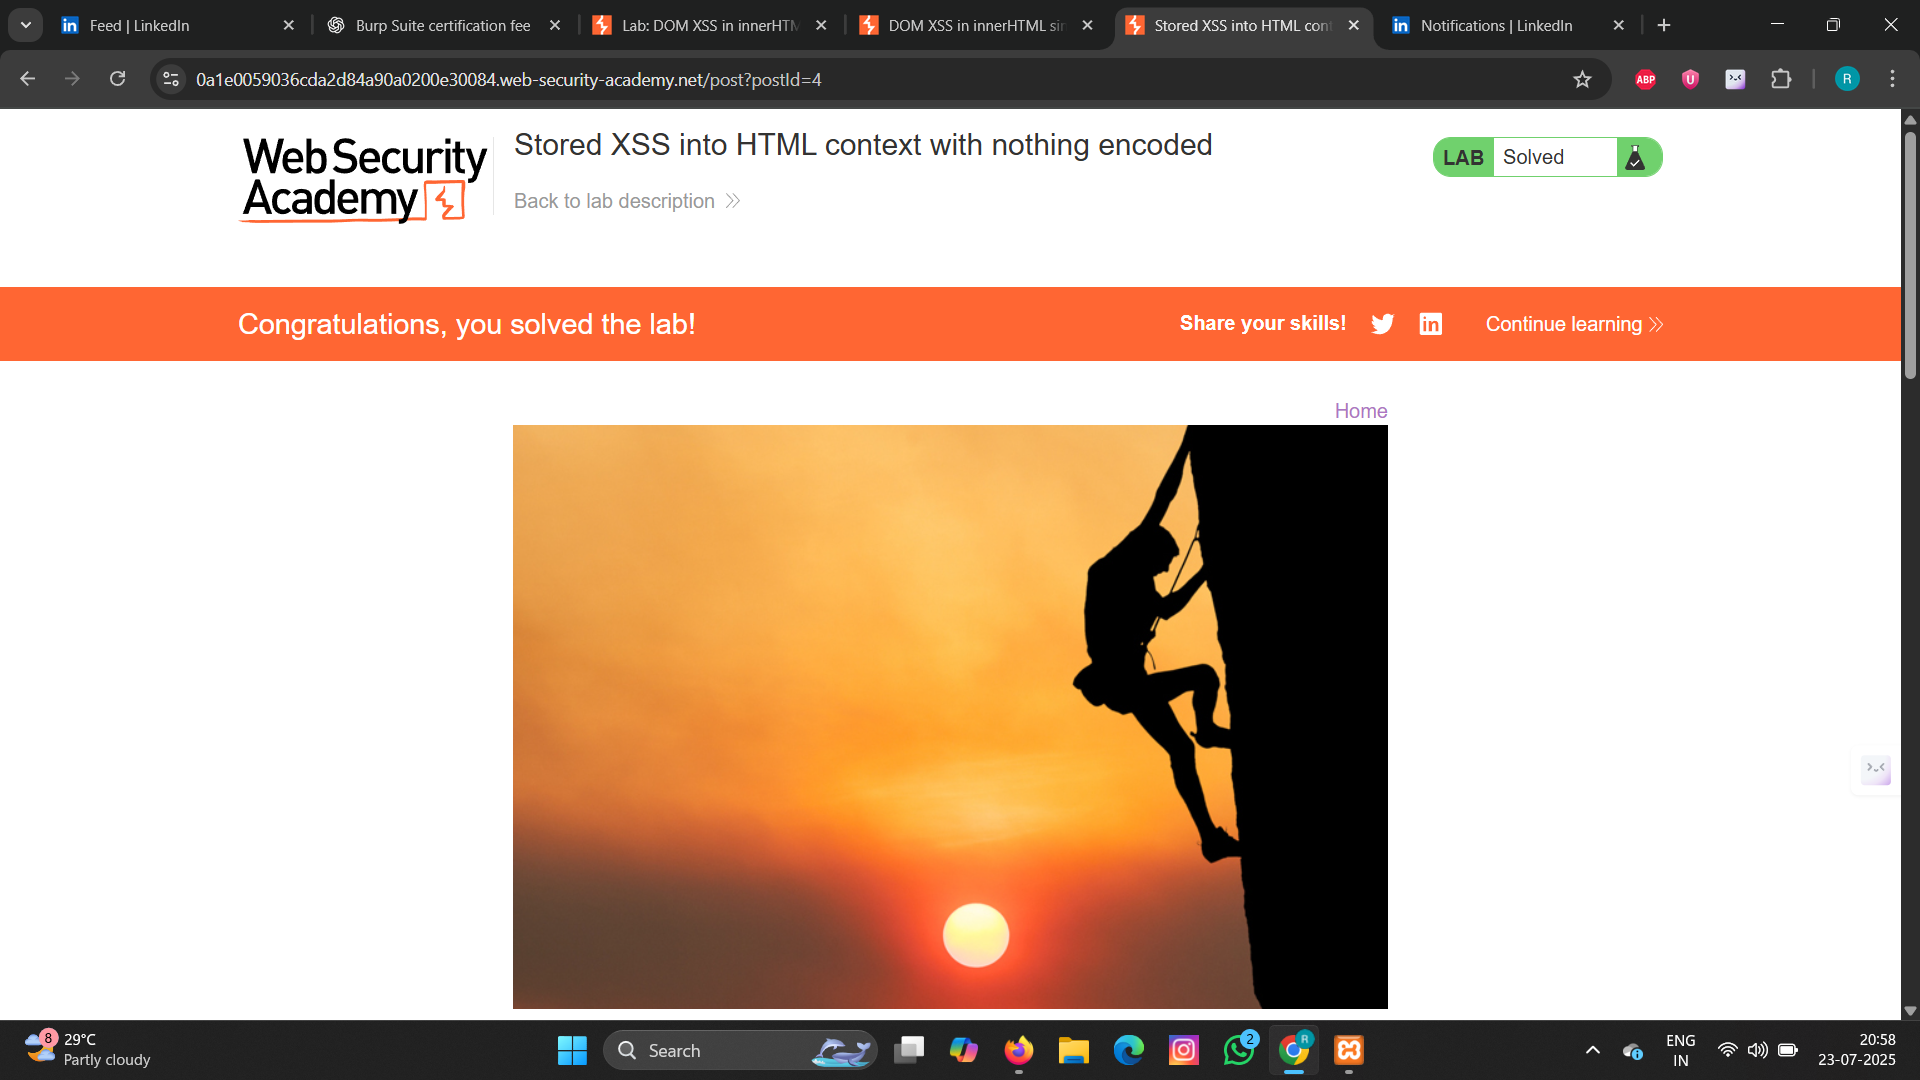 Feed | LinkedIn
Burp Suite certification fee
Lab: DOM XSS in innerHTM
DOM XSS in innerHTML sin
Stored XSS into HTML cont
Notifications | LinkedIn
0a1e0059036cda2d84a90a0200e30084.web-security-academy.net/post?postId=4
ABP
R
Web Security
Academy
Stored XSS into HTML context with nothing encoded
Back to lab description
LAB Solved
Congratulations, you solved the lab!
Share your skills!
Continue learning
Home
8
29°C
Partly cloudy
Search
2
R
ENG
IN
20:58
23-07-2025